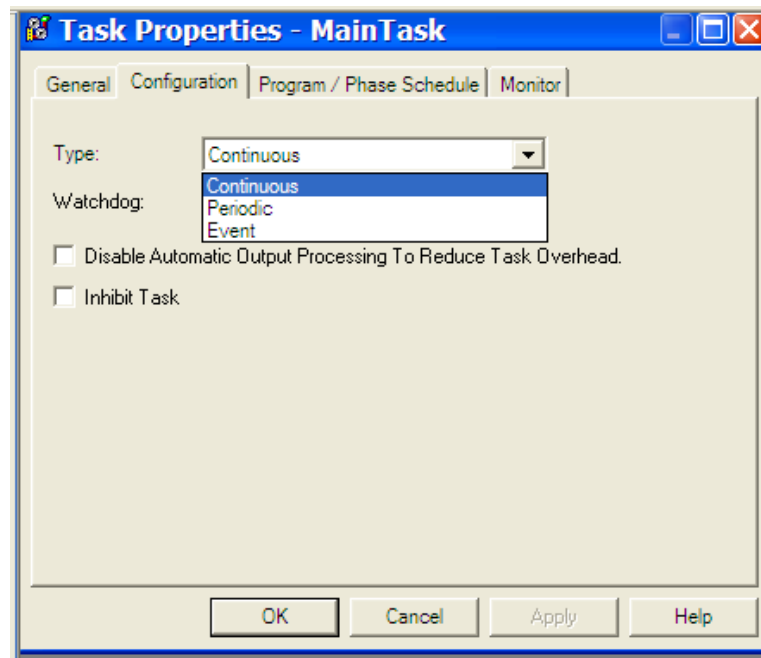 Task Properties - MainTask
General Configuration Program / Phase Schedule Monitor
Type: Continuous
Continuous
Watchdog:
Periodic
Event
Disable Automatic Output Processing To Reduce Task Overhead.
Inhibit Task
OK Cancel Apply Help